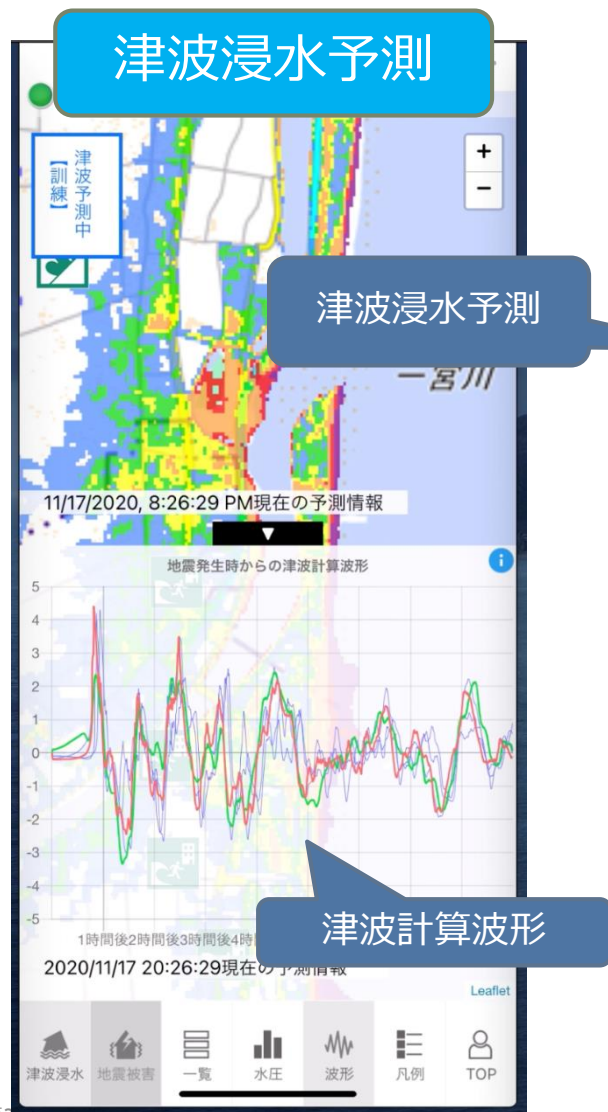 津波浸水予測
津波予測中
【訓練】
+
−
津波浸水予測
一宮川
11/17/2020, 8:26:29 PM現在の予測情報
▼
地震発生時からの津波計算波形
i
5
4
3
2
1
0
-1
-2
-3
-4
-5
1時間後2時間後3時間後4時
津波計算波形
2020/11/17 20:26:29現在の予測情報
Leaflet
津波浸水 地震被害 一覧 水圧 波形 凡例 TOP